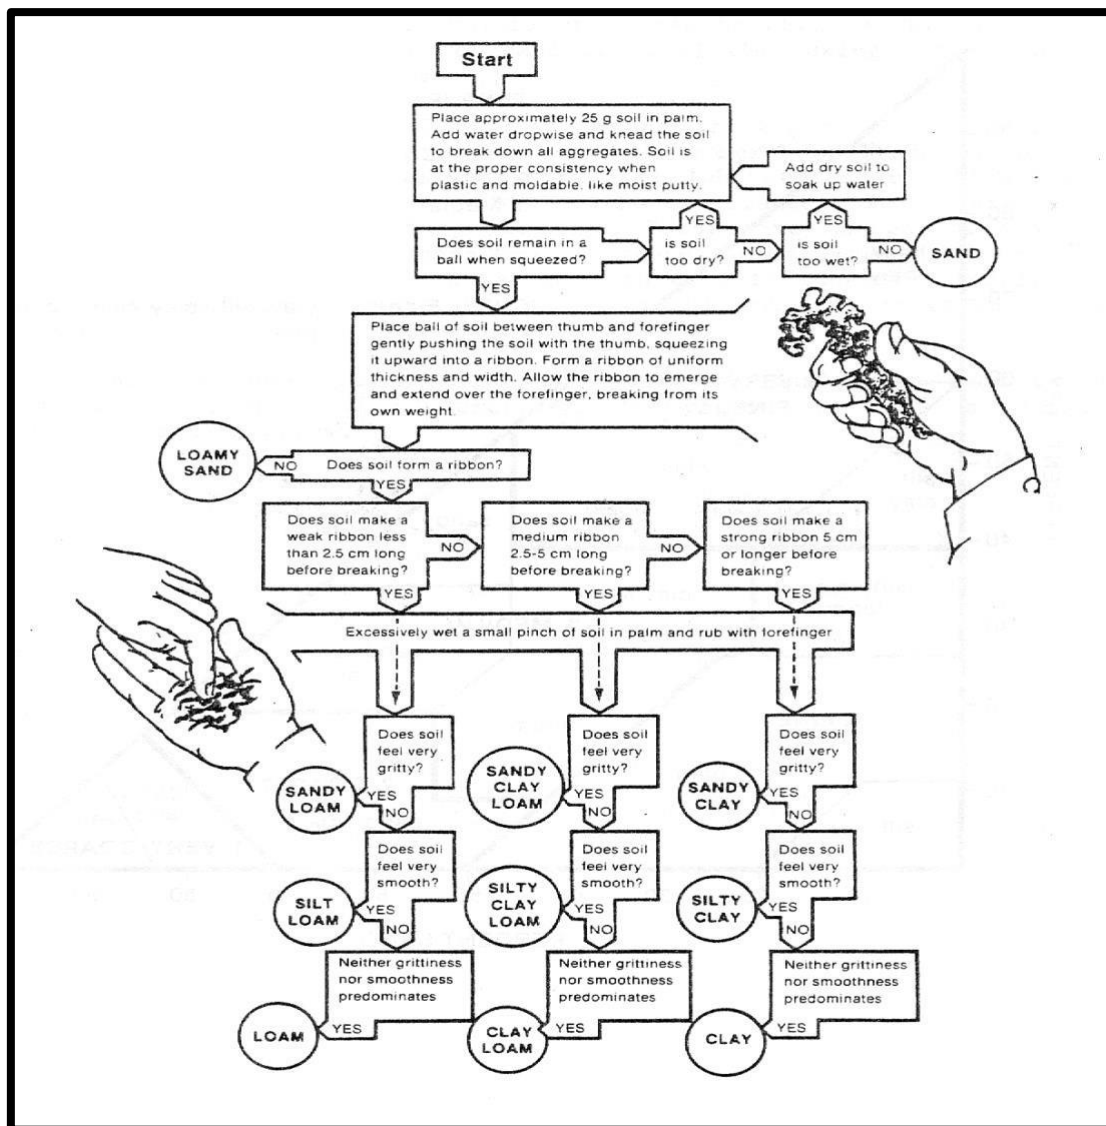 Start
Place approximately 25 g soil in palm.
Add water dropwise and knead the soil
to break down all aggregates. Soil is
at the proper consistency when
plastic and moldable, like moist putty.
Add dry soil to
soak up water
YES
YES
Does soil remain in a
ball when squeezed?
is soil
too dry?
NO
is soil
too wet?
NO
SAND
YES
Place ball of soil between thumb and forefinger
gently pushing the soil with the thumb, squeezing
it upward into a ribbon. Form a ribbon of uniform
thickness and width. Allow the ribbon to emerge
and extend over the forefinger, breaking from its
own weight.
LOAMY
SAND
NO
Does soil form a ribbon?
YES
Does soil make a
weak ribbon less
than 2.5 cm long
before breaking?
NO
Does soil make a
medium ribbon
2.5-5 cm long
before breaking?
NO
Does soil make a
strong ribbon 5 cm
or longer before
breaking?
YES
YES
YES
Excessively wet a small pinch of soil in palm and rub with forefinger
Does soil
feel very
gritty?
SANDY
LOAM
YES
NO
Does soil
feel very
gritty?
SANDY
CLAY
LOAM
YES
NO
Does soil
feel very
gritty?
SANDY
CLAY
YES
NO
Does soil
feel very
smooth?
SILT
LOAM
YES
NO
Does soil
feel very
smooth?
SILTY
CLAY
LOAM
YES
NO
Does soil
feel very
smooth?
SILTY
CLAY
YES
NO
Neither grittiness
nor smoothness
predominates
LOAM
YES
Neither grittiness
nor smoothness
predominates
CLAY
LOAM
YES
Neither grittiness
nor smoothness
predominates
CLAY
YES